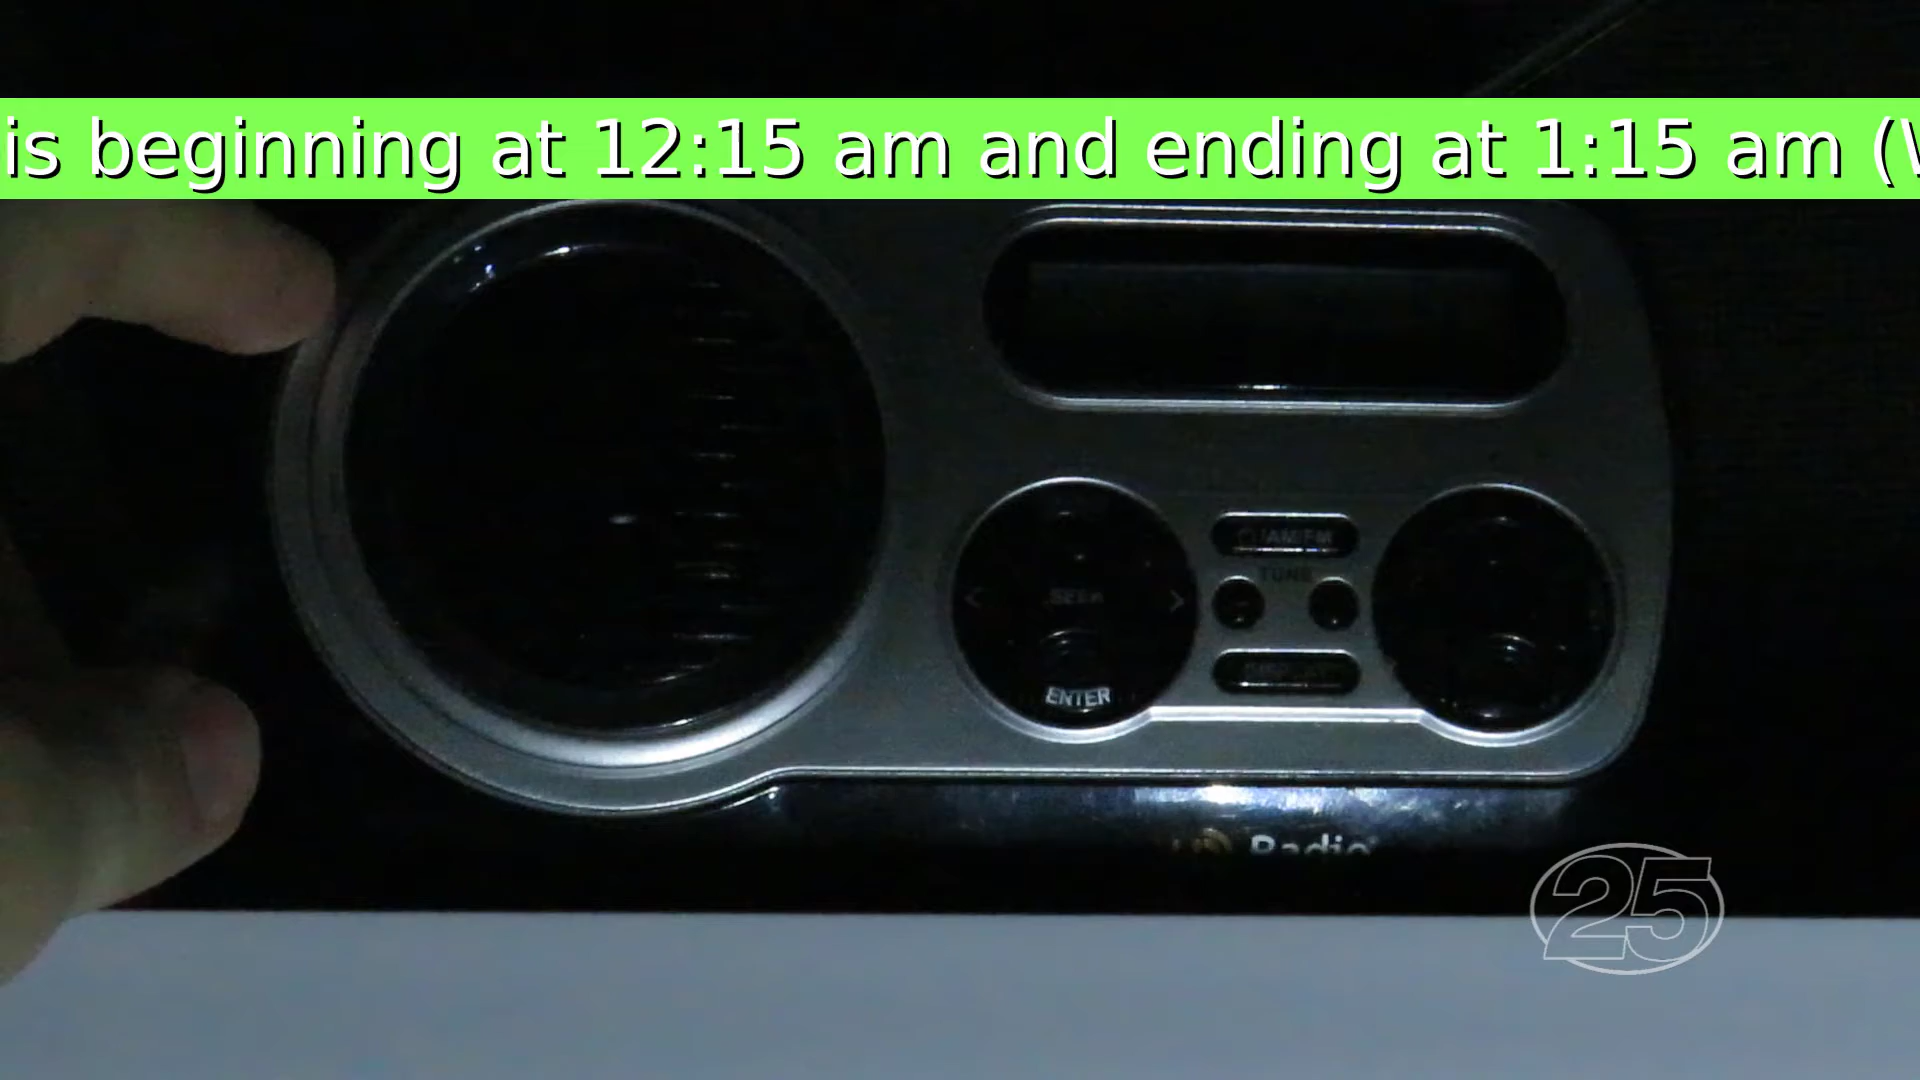 is beginning at 12:15 am and ending at 1:15 am (
AM/FM
TUNE
SEEK
ENTER
Radio
25